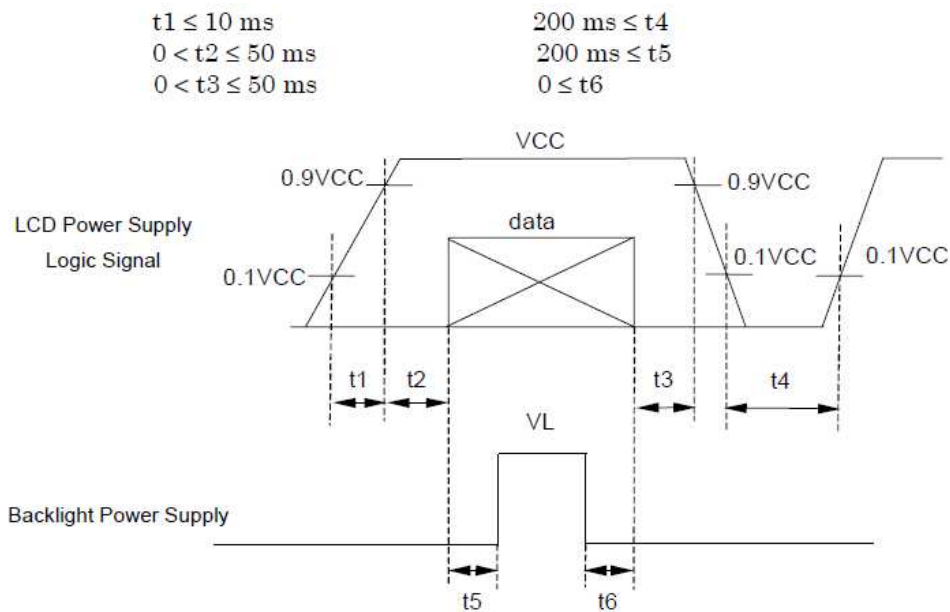 t1 ≤ 10 ms
200 ms ≤ t4
0 < t2 ≤ 50 ms
200 ms ≤ t5
0 < t3 ≤ 50 ms
0 ≤ t6
VCC
0.9VCC
0.9VCC
LCD Power Supply
Logic Signal
data
0.1VCC
0.1VCC
0.1VCC
t1
t2
t3
t4
VL
Backlight Power Supply
t5
t6